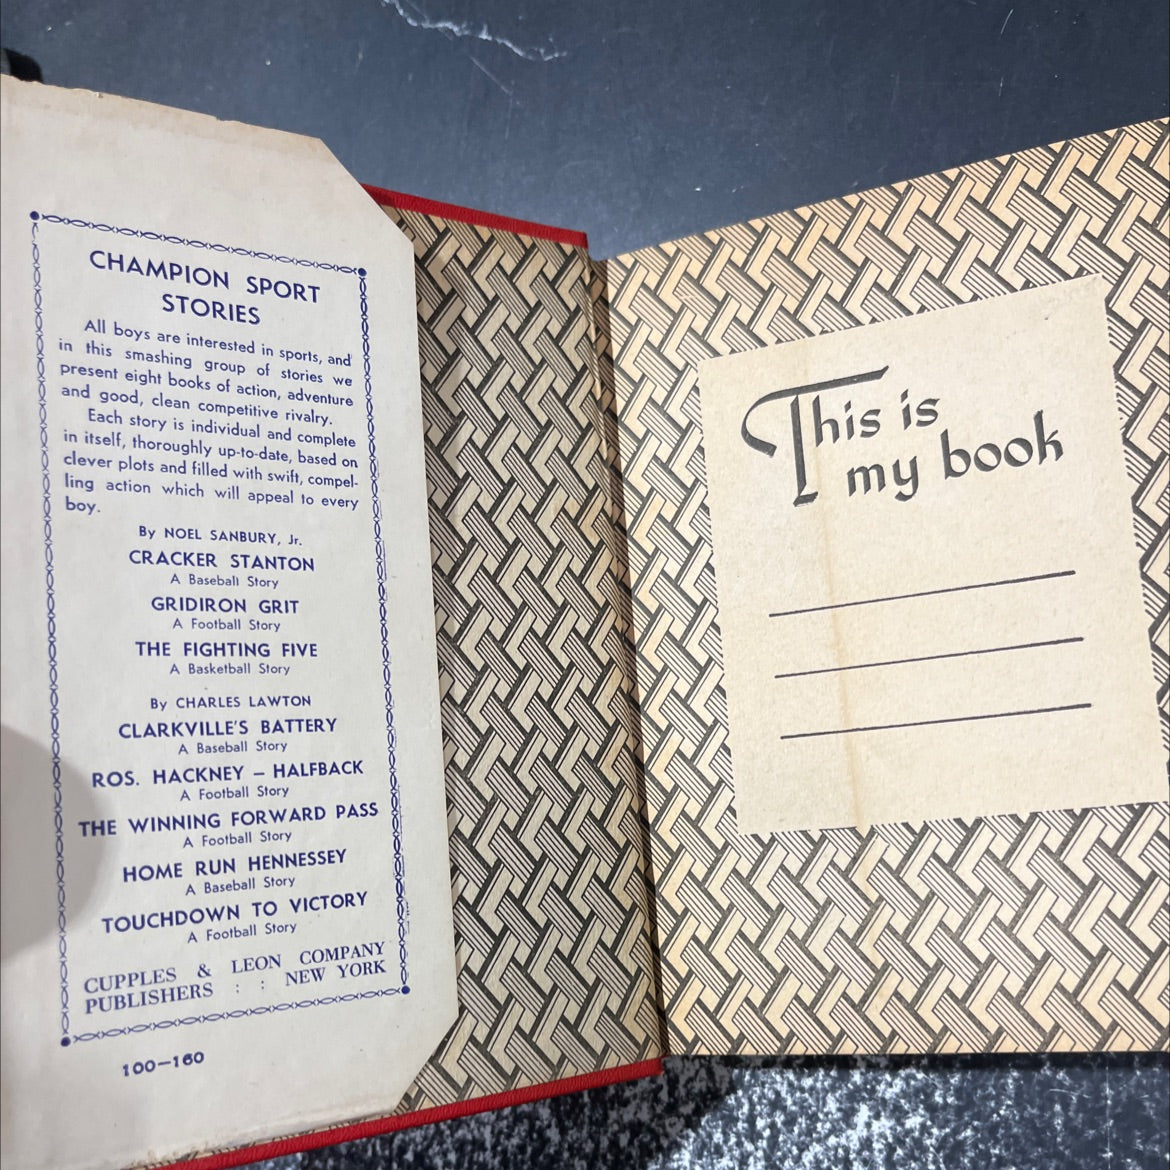 CHAMPION SPORT
STORIES
All boys are interested in sports, and
in this smashing group of stories we
present eight books of action, adventure
and good, clean competitive rivalry.
Each story is individual and complete
in itself, thoroughly up-to-date, based on
clever plots and filled with swift, compel-
ling action which will appeal to every
boy.
By NOEL SANBURY, Jr.
CRACKER STANTON
A Baseball Story
GRIDIRON GRIT
A Football Story
THE FIGHTING FIVE
A Basketball Story
By CHARLES LAWTON
CLARKVILLE'S BATTERY
A Baseball Story
ROS. HACKNEY – HALFBACK
A Football Story
THE WINNING FORWARD PASS
A Football Story
HOME RUN HENNESSEY
A Baseball Story
TOUCHDOWN TO VICTORY
A Football Story
CUPPLES & LEON COMPANY
PUBLISHERS : : NEW YORK
100—160
This is
my book